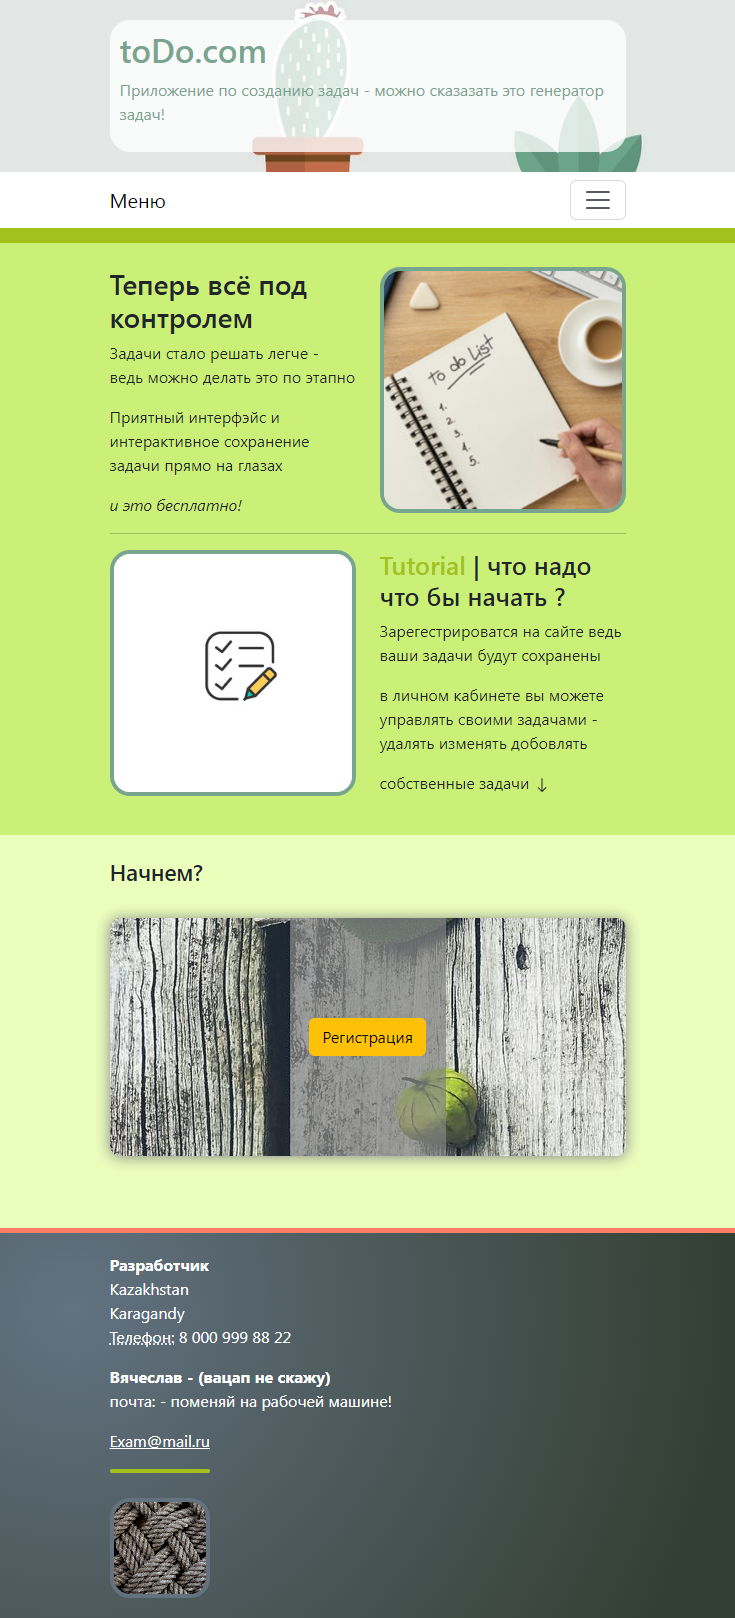 toDo.com
Приложение по созданию задач - можно сказазать это генератор
задач!
Меню
Теперь всё под
контролем
Задачи стало решать легче -
ведь можно делать это по этапно
Приятный интерфэйс и
интерактивное сохранение
задачи прямо на глазах
и это бесплатно!
to do List
1.
2.
3.
4.
5.
Tutorial | что надо
что бы начать ?
Зарегестрироватся на сайте ведь
ваши задачи будут сохранены
в личном кабинете вы можете
управлять своими задачами -
удалять изменять добовлять
собственные задачи ↓
Начнем?
Регистрация
Разработчик
Kazakhstan
Karagandy
Телефон: 8 000 999 88 22
Вячеслав - (вацап не скажу)
почта: - поменяй на рабочей машине!
Exam@mail.ru